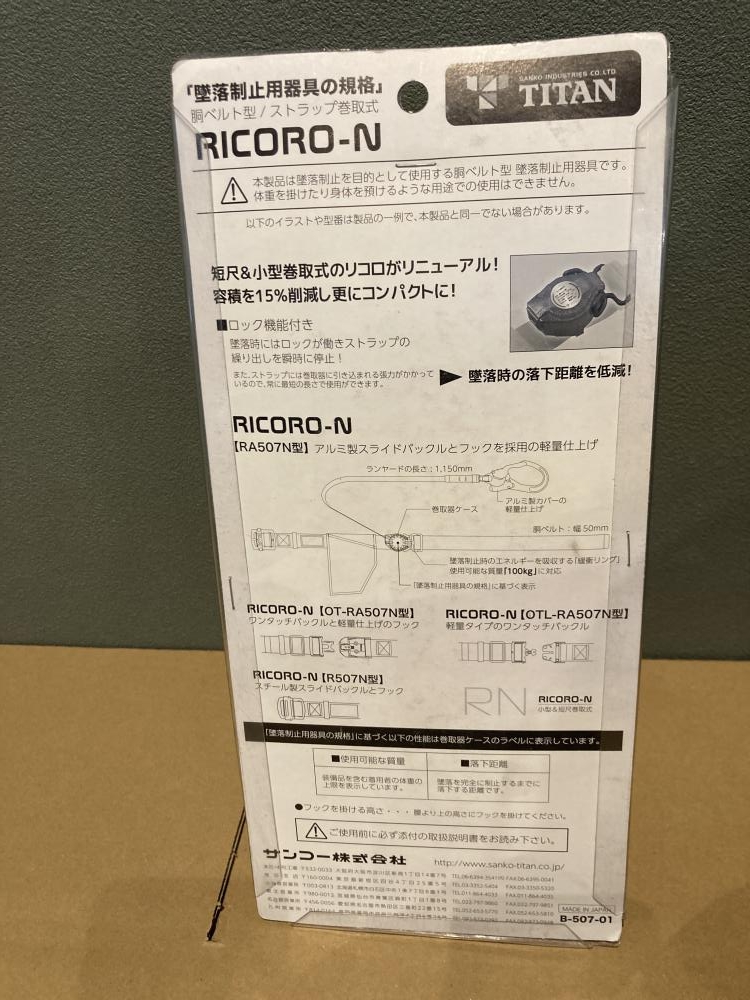 「墜落制止用器具の規格」
胴ベルト型 / ストラップ巻取式
RICORO-N
SANKO INDUSTRIES CO.LTD
TITAN
本製品は墜落制止を目的として使用する胴ベルト型 墜落制止用器具です。
体重を掛けたり身体を預けるような用途での使用はできません。
以下のイラストや型番は製品の一例で、本製品と同一でない場合があります。
短尺&小型巻取式のリコロがリニューアル!
容積を15%削減し更にコンパクトに!
■ロック機能付き
墜落時にはロックが働きストラップの
繰り出しを瞬時に停止!
また、ストラップには巻取器に引き込まれる張力がかかって
いるので、常に最短の長さで使用ができます。
▶ 墜落時の落下距離を低減!
RICORO-N
【RA507N型】アルミ製スライドバックルとフックを採用の軽量仕上げ
ランヤードの長さ:1,150mm
アルミ製カバーの
軽量仕上げ
巻取器ケース
胴ベルト:幅50mm
墜落制止時のエネルギーを吸収する「緩衝リング」
使用可能な質量「100kg」に対応
「墜落制止用器具の規格」に基づく表示
RICORO-N【OT-RA507N型】
ワンタッチバックルと軽量仕上げのフック
RICORO-N【OTL-RA507N型】
軽量タイプのワンタッチバックル
RICORO-N【R507N型】
スチール製スライドバックルとフック
RN
RICORO-N
小型&短尺巻取式
「墜落制止用器具の規格」に基づく以下の性能は巻取器ケースのラベルに表示しています。
■使用可能な質量
■落下距離
装備品を含む着用者の体重の
上限を表示しています。
墜落を完全に制止するまでに
落下する距離です。
●フックを掛ける高さ・・・腰より上の高さにフックを掛けてください。
ご使用前に必ず添付の取扱説明書をお読み下さい。
サンコー株式会社
http://www.sanko-titan.co.jp/
MADE IN JAPAN
B-507-01